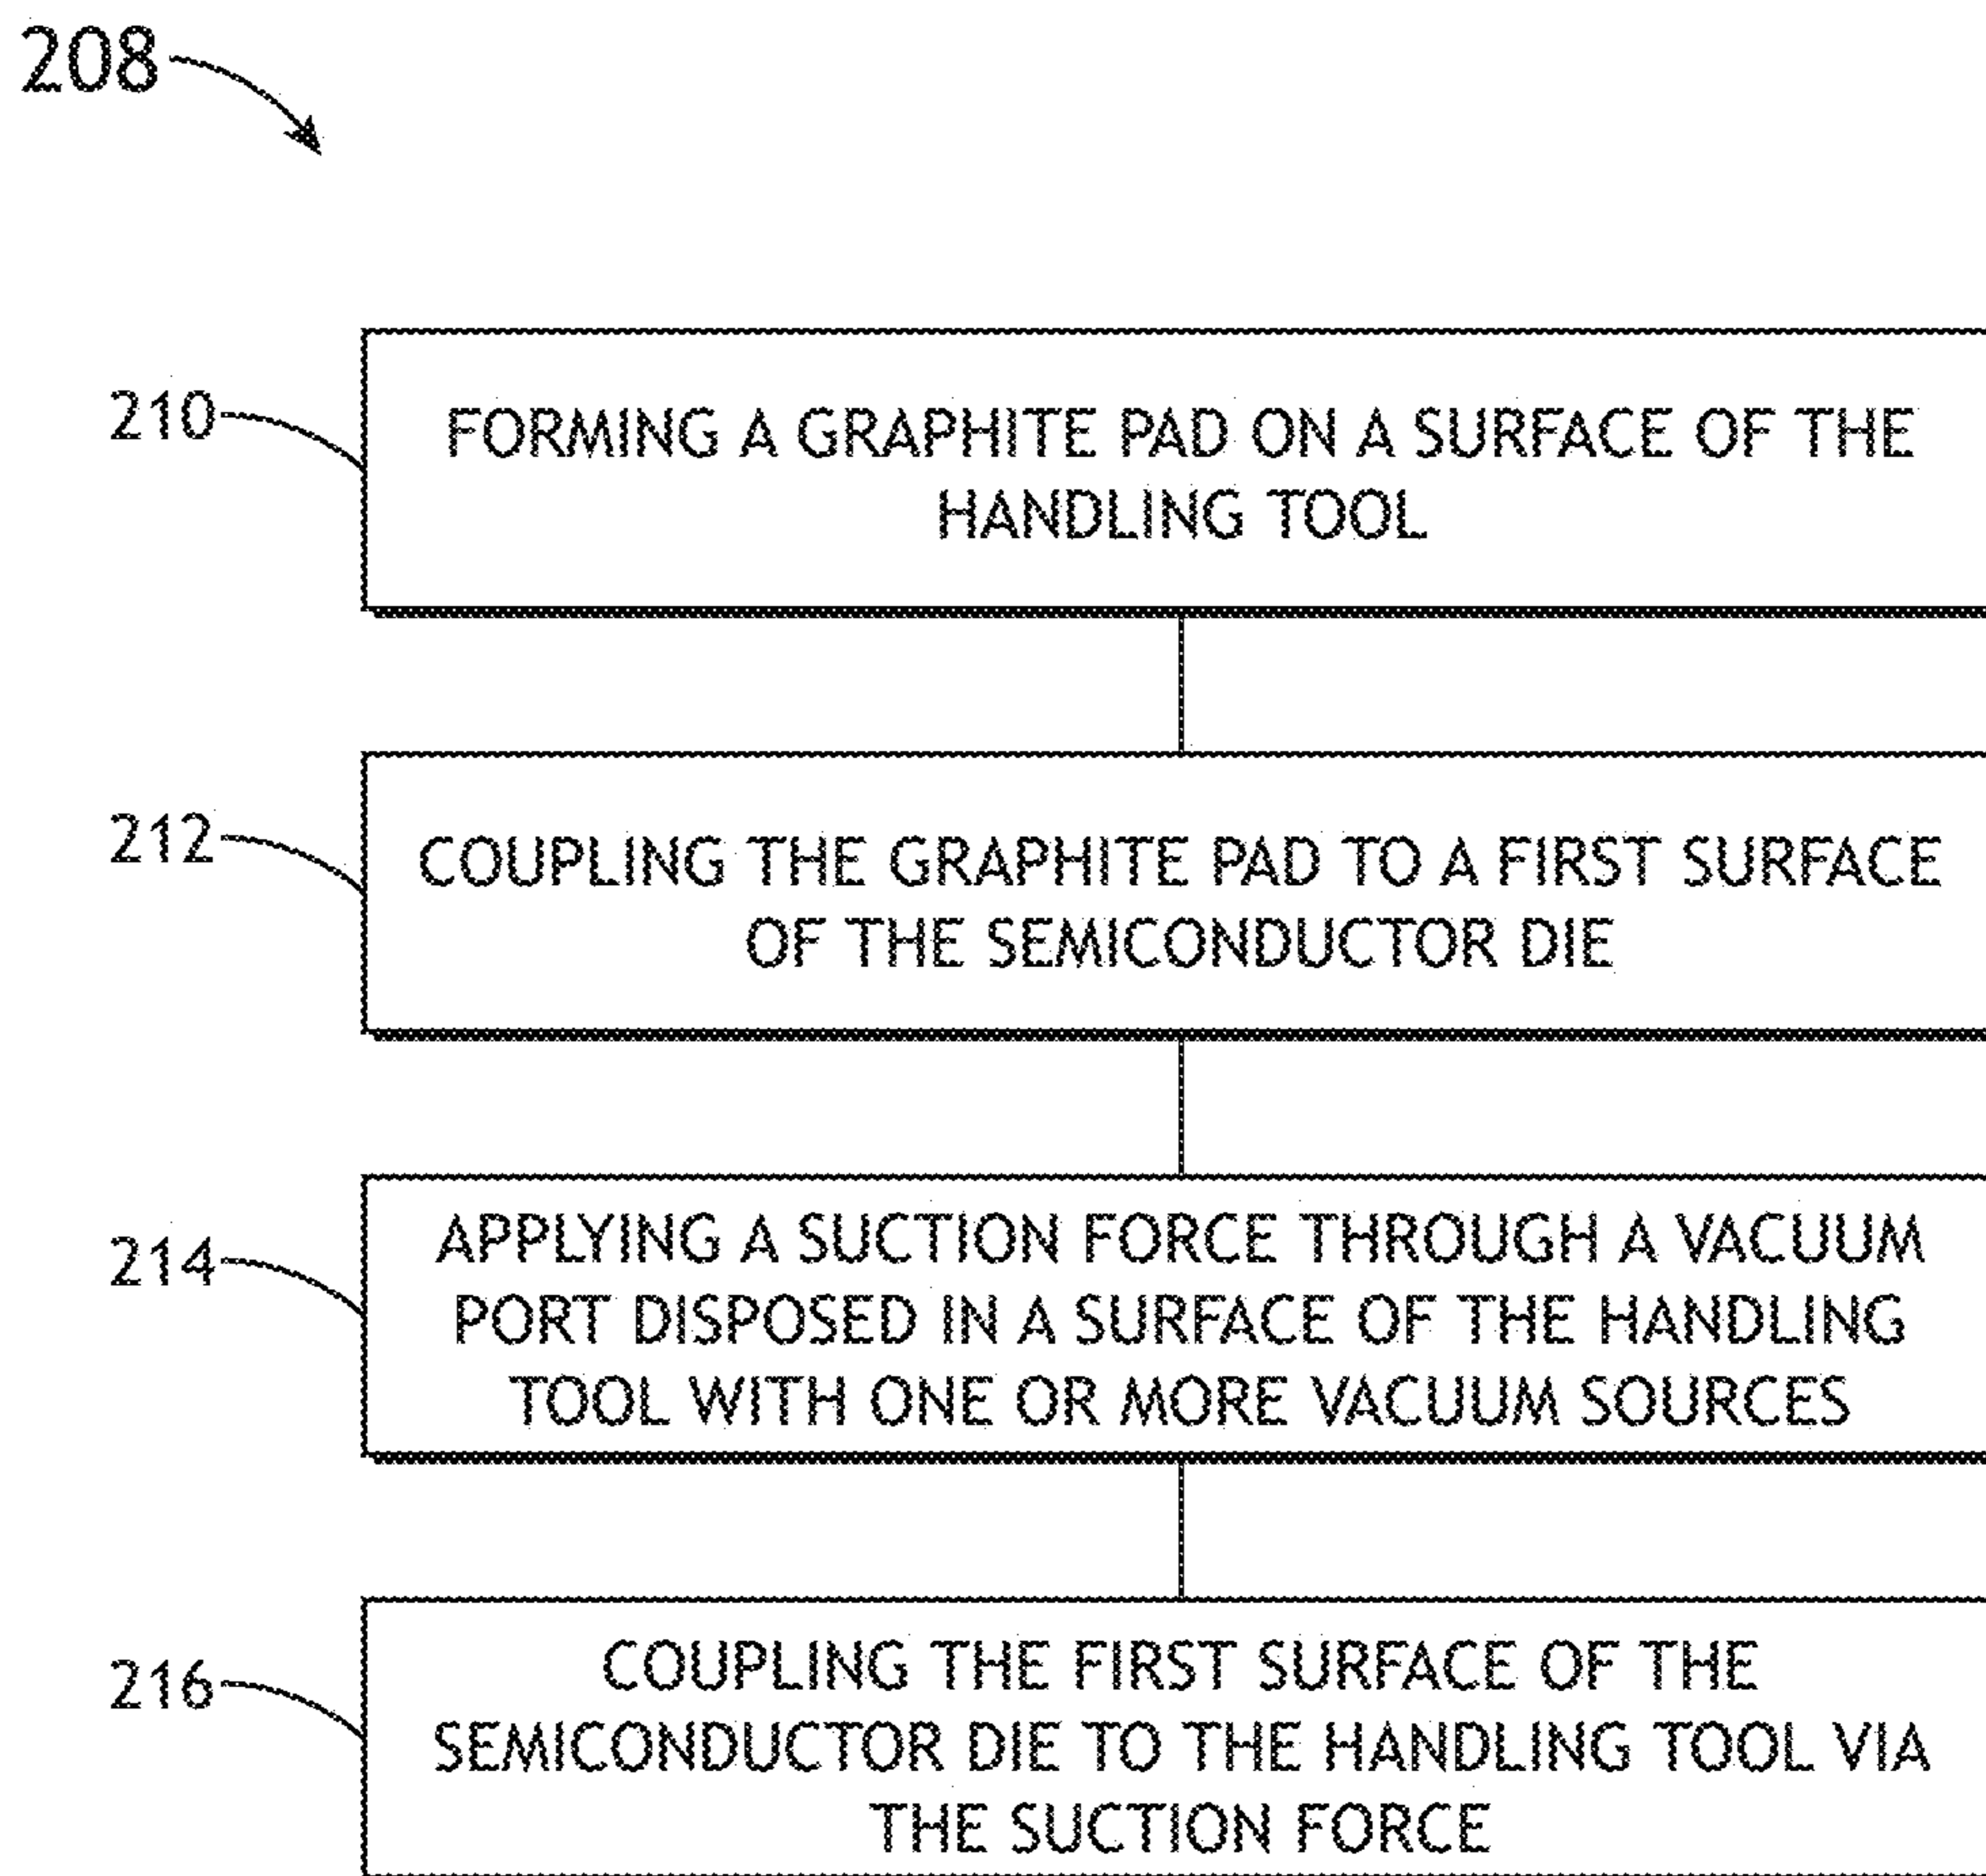 208
210
FORMING A GRAPHITE PAD ON A SURFACE OF THE
HANDLING TOOL
212
COUPLING THE GRAPHITE PAD TO A FIRST SURFACE
OF THE SEMICONDUCTOR DIE
214
APPLYING A SUCTION FORCE THROUGH A VACUUM
PORT DISPOSED IN A SURFACE OF THE HANDLING
TOOL WITH ONE OR MORE VACUUM SOURCES
216
COUPLING THE FIRST SURFACE OF THE
SEMICONDUCTOR DIE TO THE HANDLING TOOL VIA
THE SUCTION FORCE